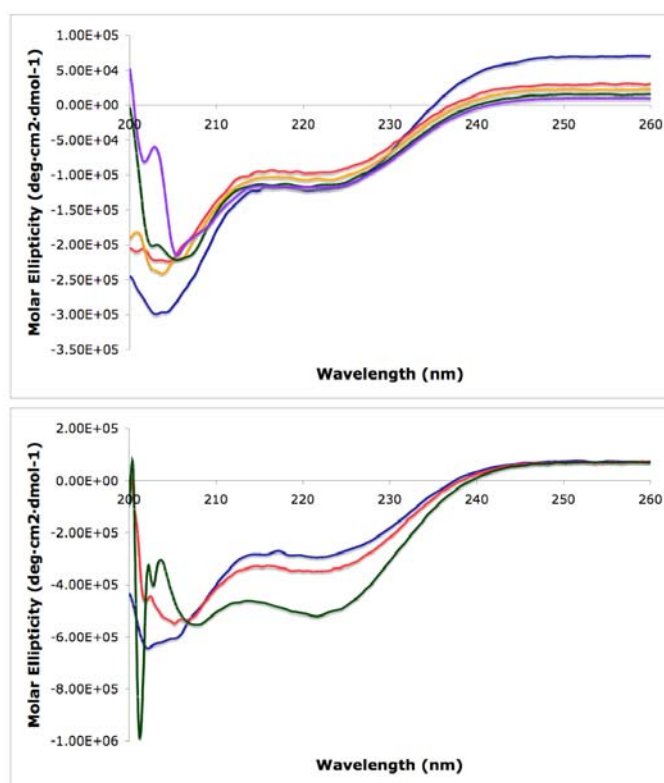 1.00E+05
5.00E+04
0.00E+00
200 210 220 230 240 250 260
-5.00E+04
-1.00E+05
-1.50E+05
-2.00E+05
-2.50E+05
-3.00E+05
-3.50E+05
Molar Ellipticity (deg·cm2·dmol-1)
Wavelength (nm)
2.00E+05
0.00E+00
200 210 220 230 240 250 260
-2.00E+05
-4.00E+05
-6.00E+05
-8.00E+05
-1.00E+06
Molar Ellipticity (deg·cm2·dmol-1)
Wavelength (nm)